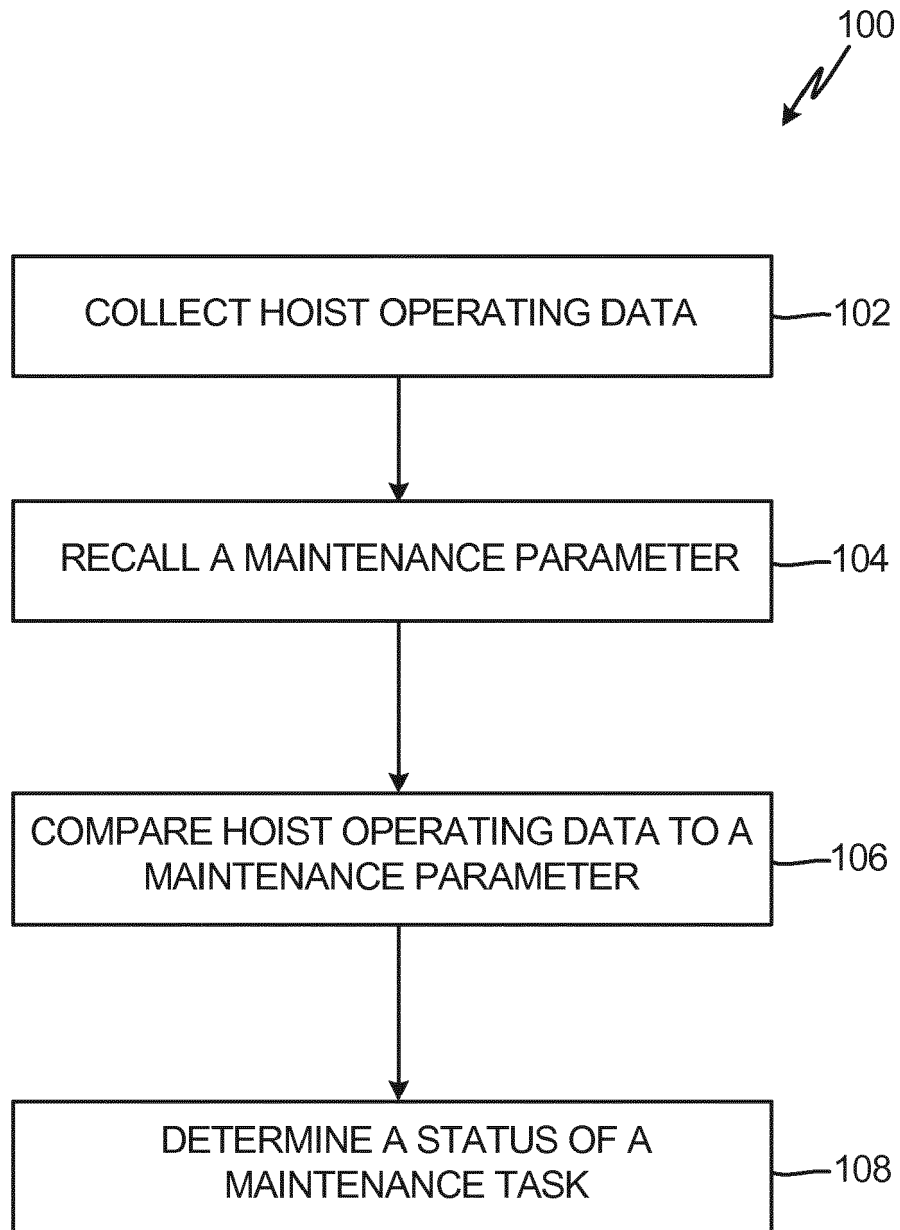 100
COLLECT HOIST OPERATING DATA
102
RECALL A MAINTENANCE PARAMETER
104
COMPARE HOIST OPERATING DATA TO A
MAINTENANCE PARAMETER
106
DETERMINE A STATUS OF A
MAINTENANCE TASK
108